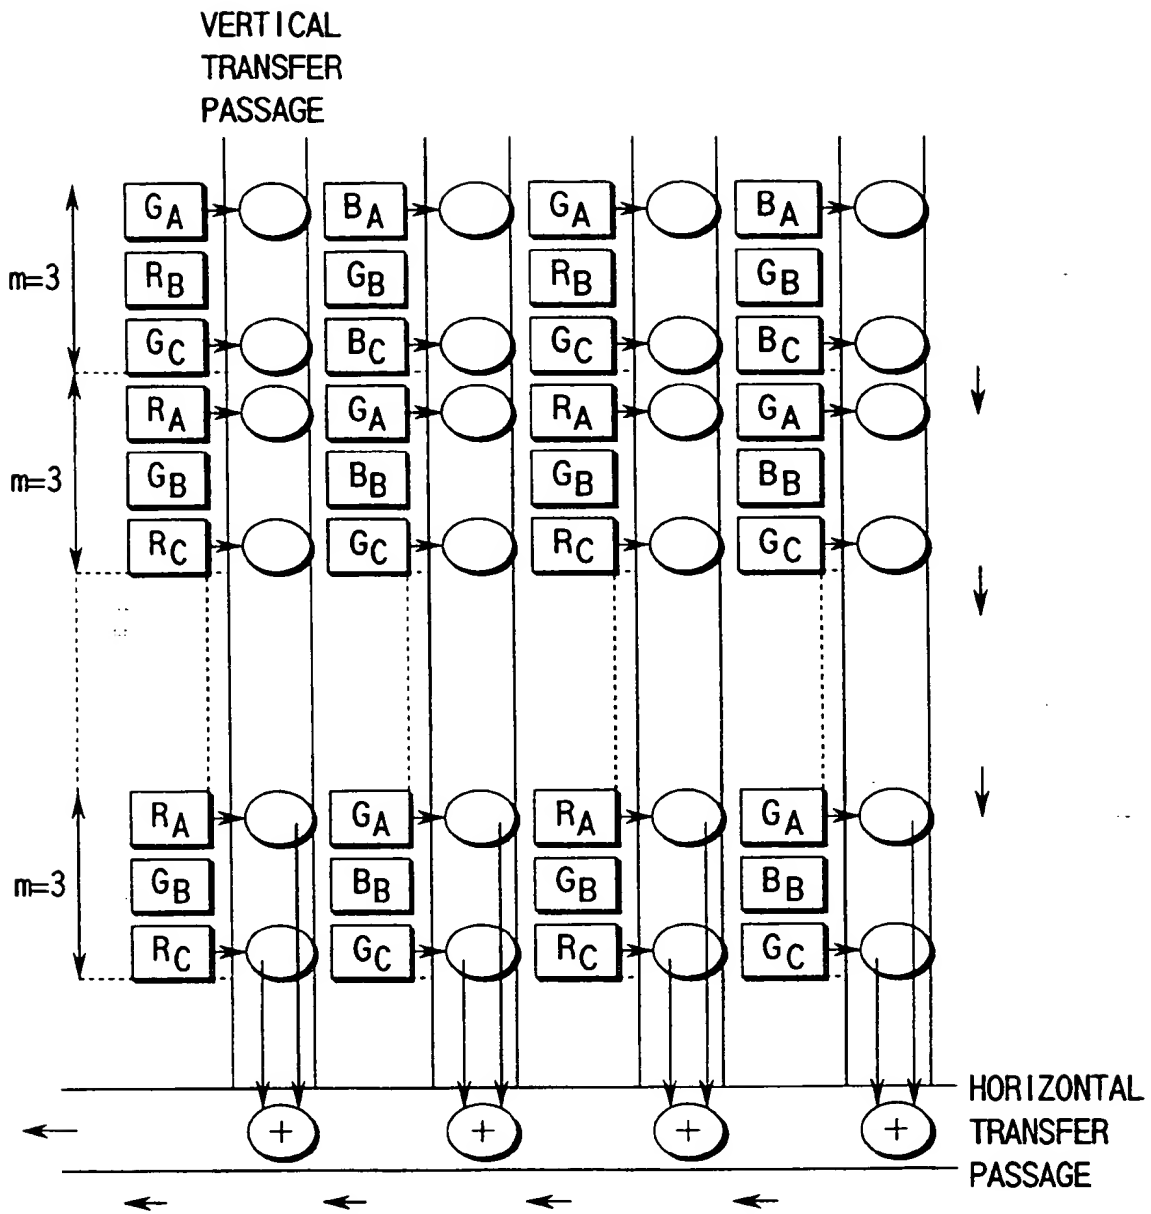 VERTICAL
TRANSFER
PASSAGE
GA BA GA BA
m=3 RB GB RB GB
GC BC GC BC
RA GA RA GA
m=3 GB BB GB BB
RC GC RC GC
RA GA RA GA
m=3 GB BB GB BB
RC GC RC GC
HORIZONTAL
+ + + + TRANSFER
PASSAGE